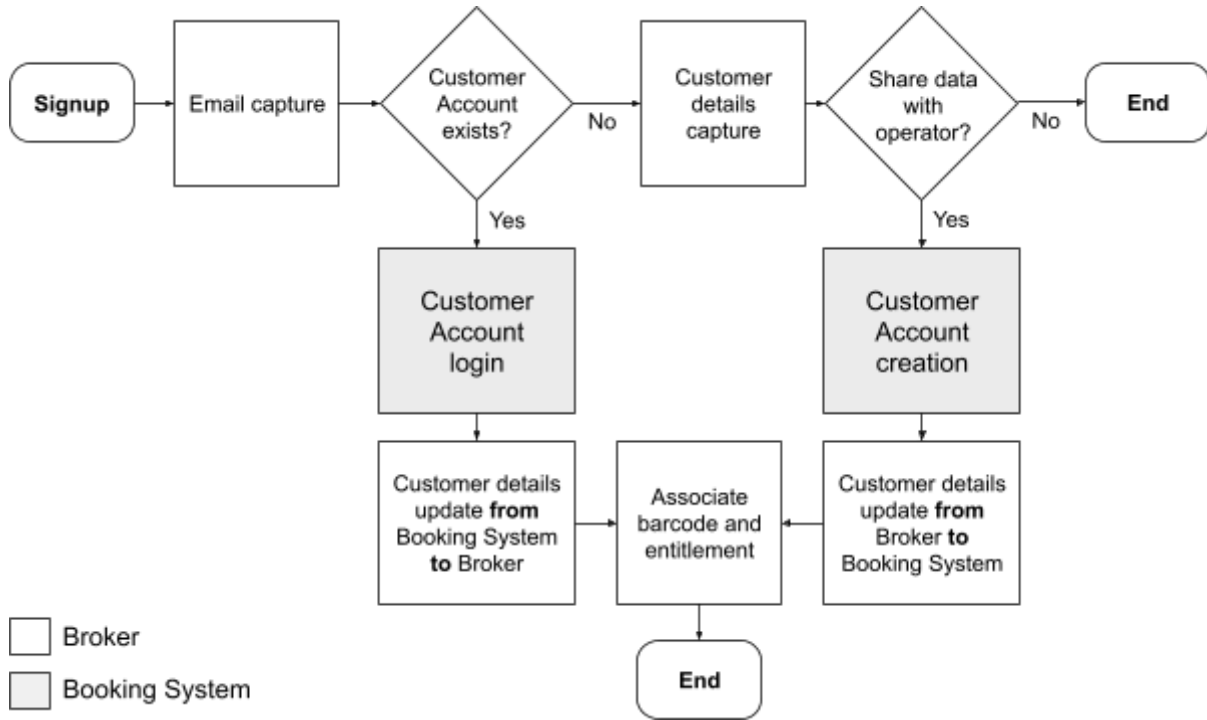 Signup
Email capture
Customer
Account
exists?
No
Customer
details
capture
Share data
with
operator?
No
End
Yes
Yes
Customer
Account
login
Customer
Account
creation
Customer details
update from
Booking System
to Broker
Associate
barcode and
entitlement
Customer details
update from
Broker to
Booking System
Broker
Booking System
End